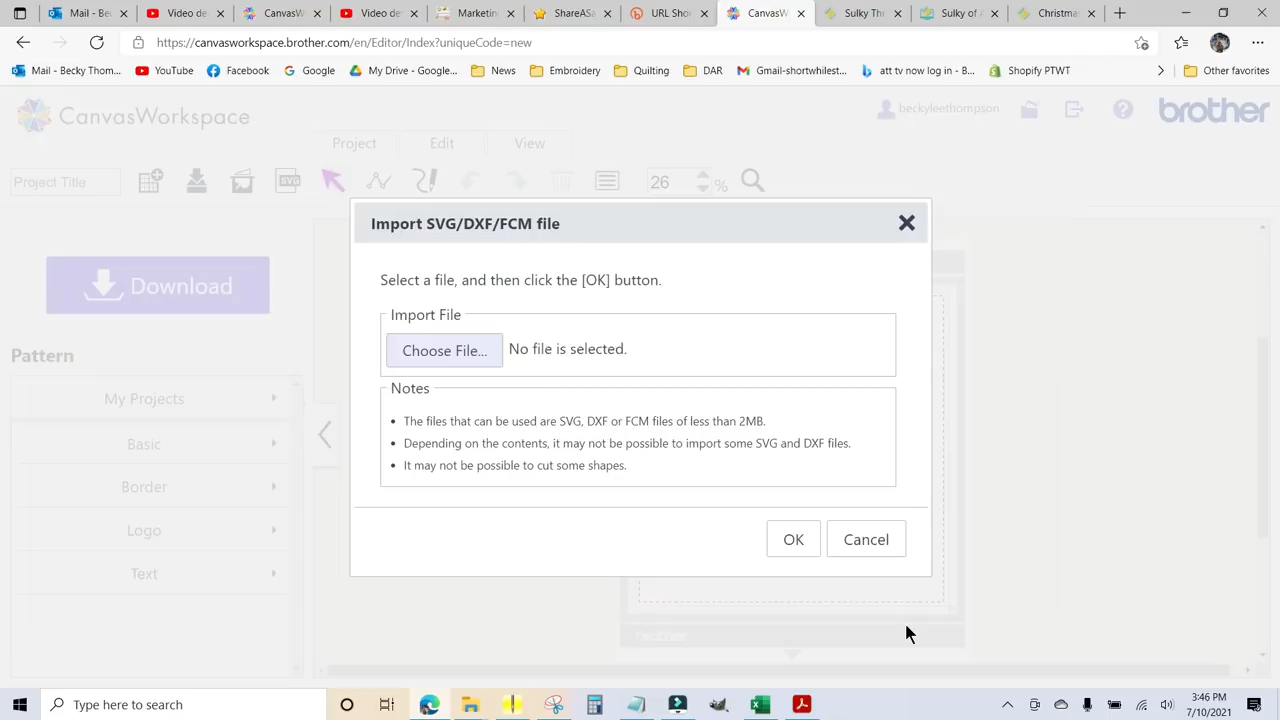 Mail - Be
Video de
CanvasW
Video de
Samanth
ShareASa
URL Sho
CanvasW
Sulky Th
Sulky of A
Christmas
https://canvasworkspace.brother.com/en/Editor/Index?uniqueCode=new
Mail - Becky Thom...
YouTube
Facebook
Google
My Drive - Google...
News
Embroidery
Quilting
DAR
Gmail-shortwhilest...
att tv now log in - B...
Shopify PTWT
Other favorites
CanvasWorkspace
beckyleethompson
brother
Project
Edit
View
Project Title
SVG
26
%
Import SVG/DXF/FCM file
Select a file, and then click the [OK] button.
Import File
Choose File...
No file is selected.
Notes
• The files that can be used are SVG, DXF or FCM files of less than 2MB.
• Depending on the contents, it may not be possible to import some SVG and DXF files.
• It may not be possible to cut some shapes.
OK
Cancel
Download
Pattern
My Projects
Basic
Border
Logo
Text
brother
Type here to search
3:46 PM
7/10/2021